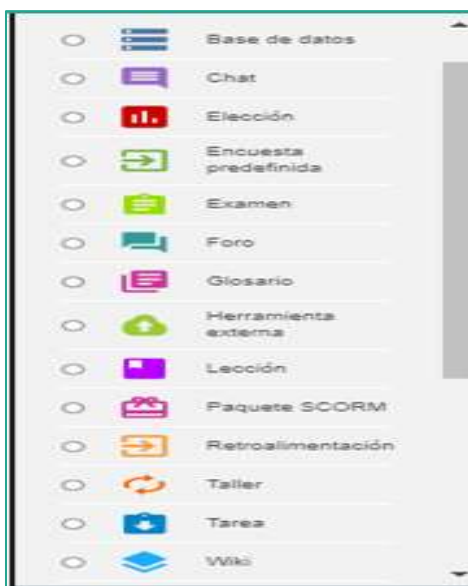 Base de datos
Chat
Elección
Encuesta
predefinida
Examen
Foro
Glosario
Herramienta
externa
Lección
Paquete SCORM
Retroalimentación
Taller
Tarea
Wiki